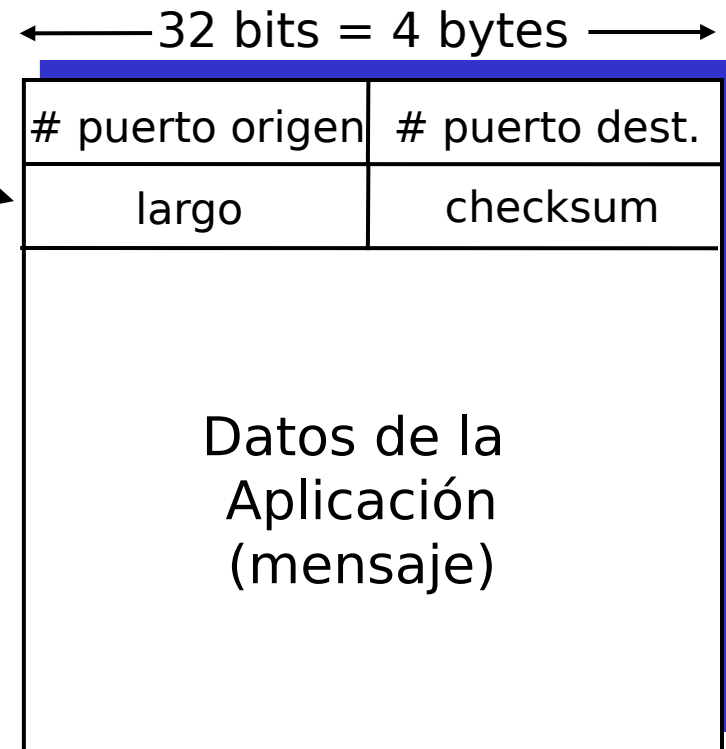 32 bits = 4 bytes
# puerto origen # puerto dest.
largo checksum
Datos de la
Aplicación
(mensaje)